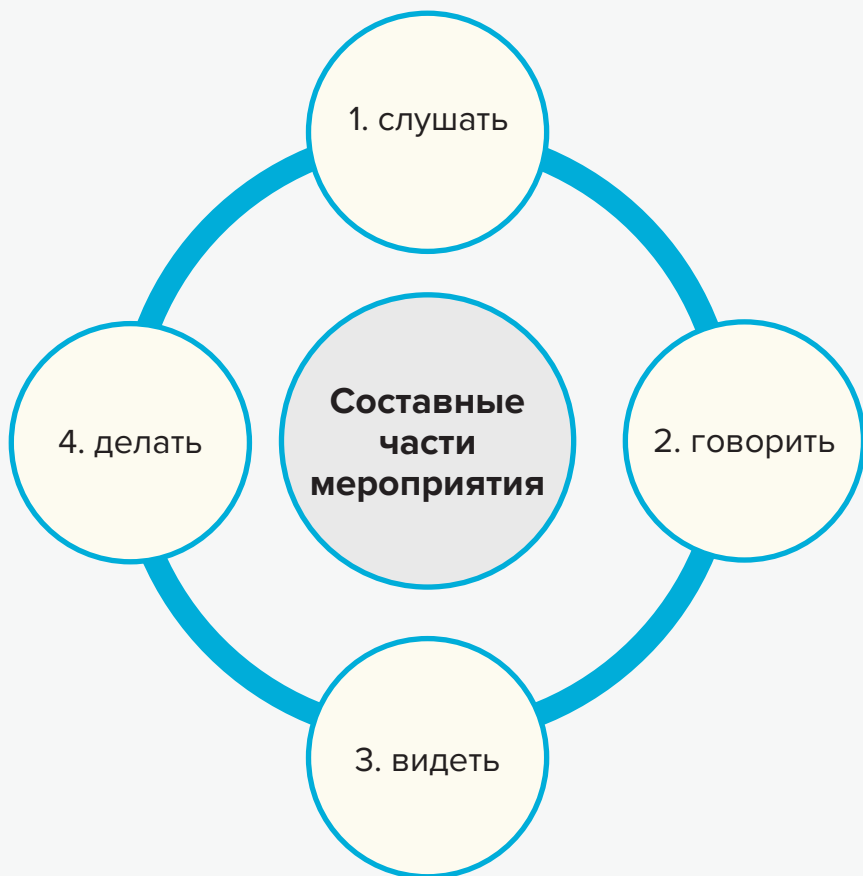 1. слушать
2. говорить
3. видеть
4. делать
Составные
части
мероприятия